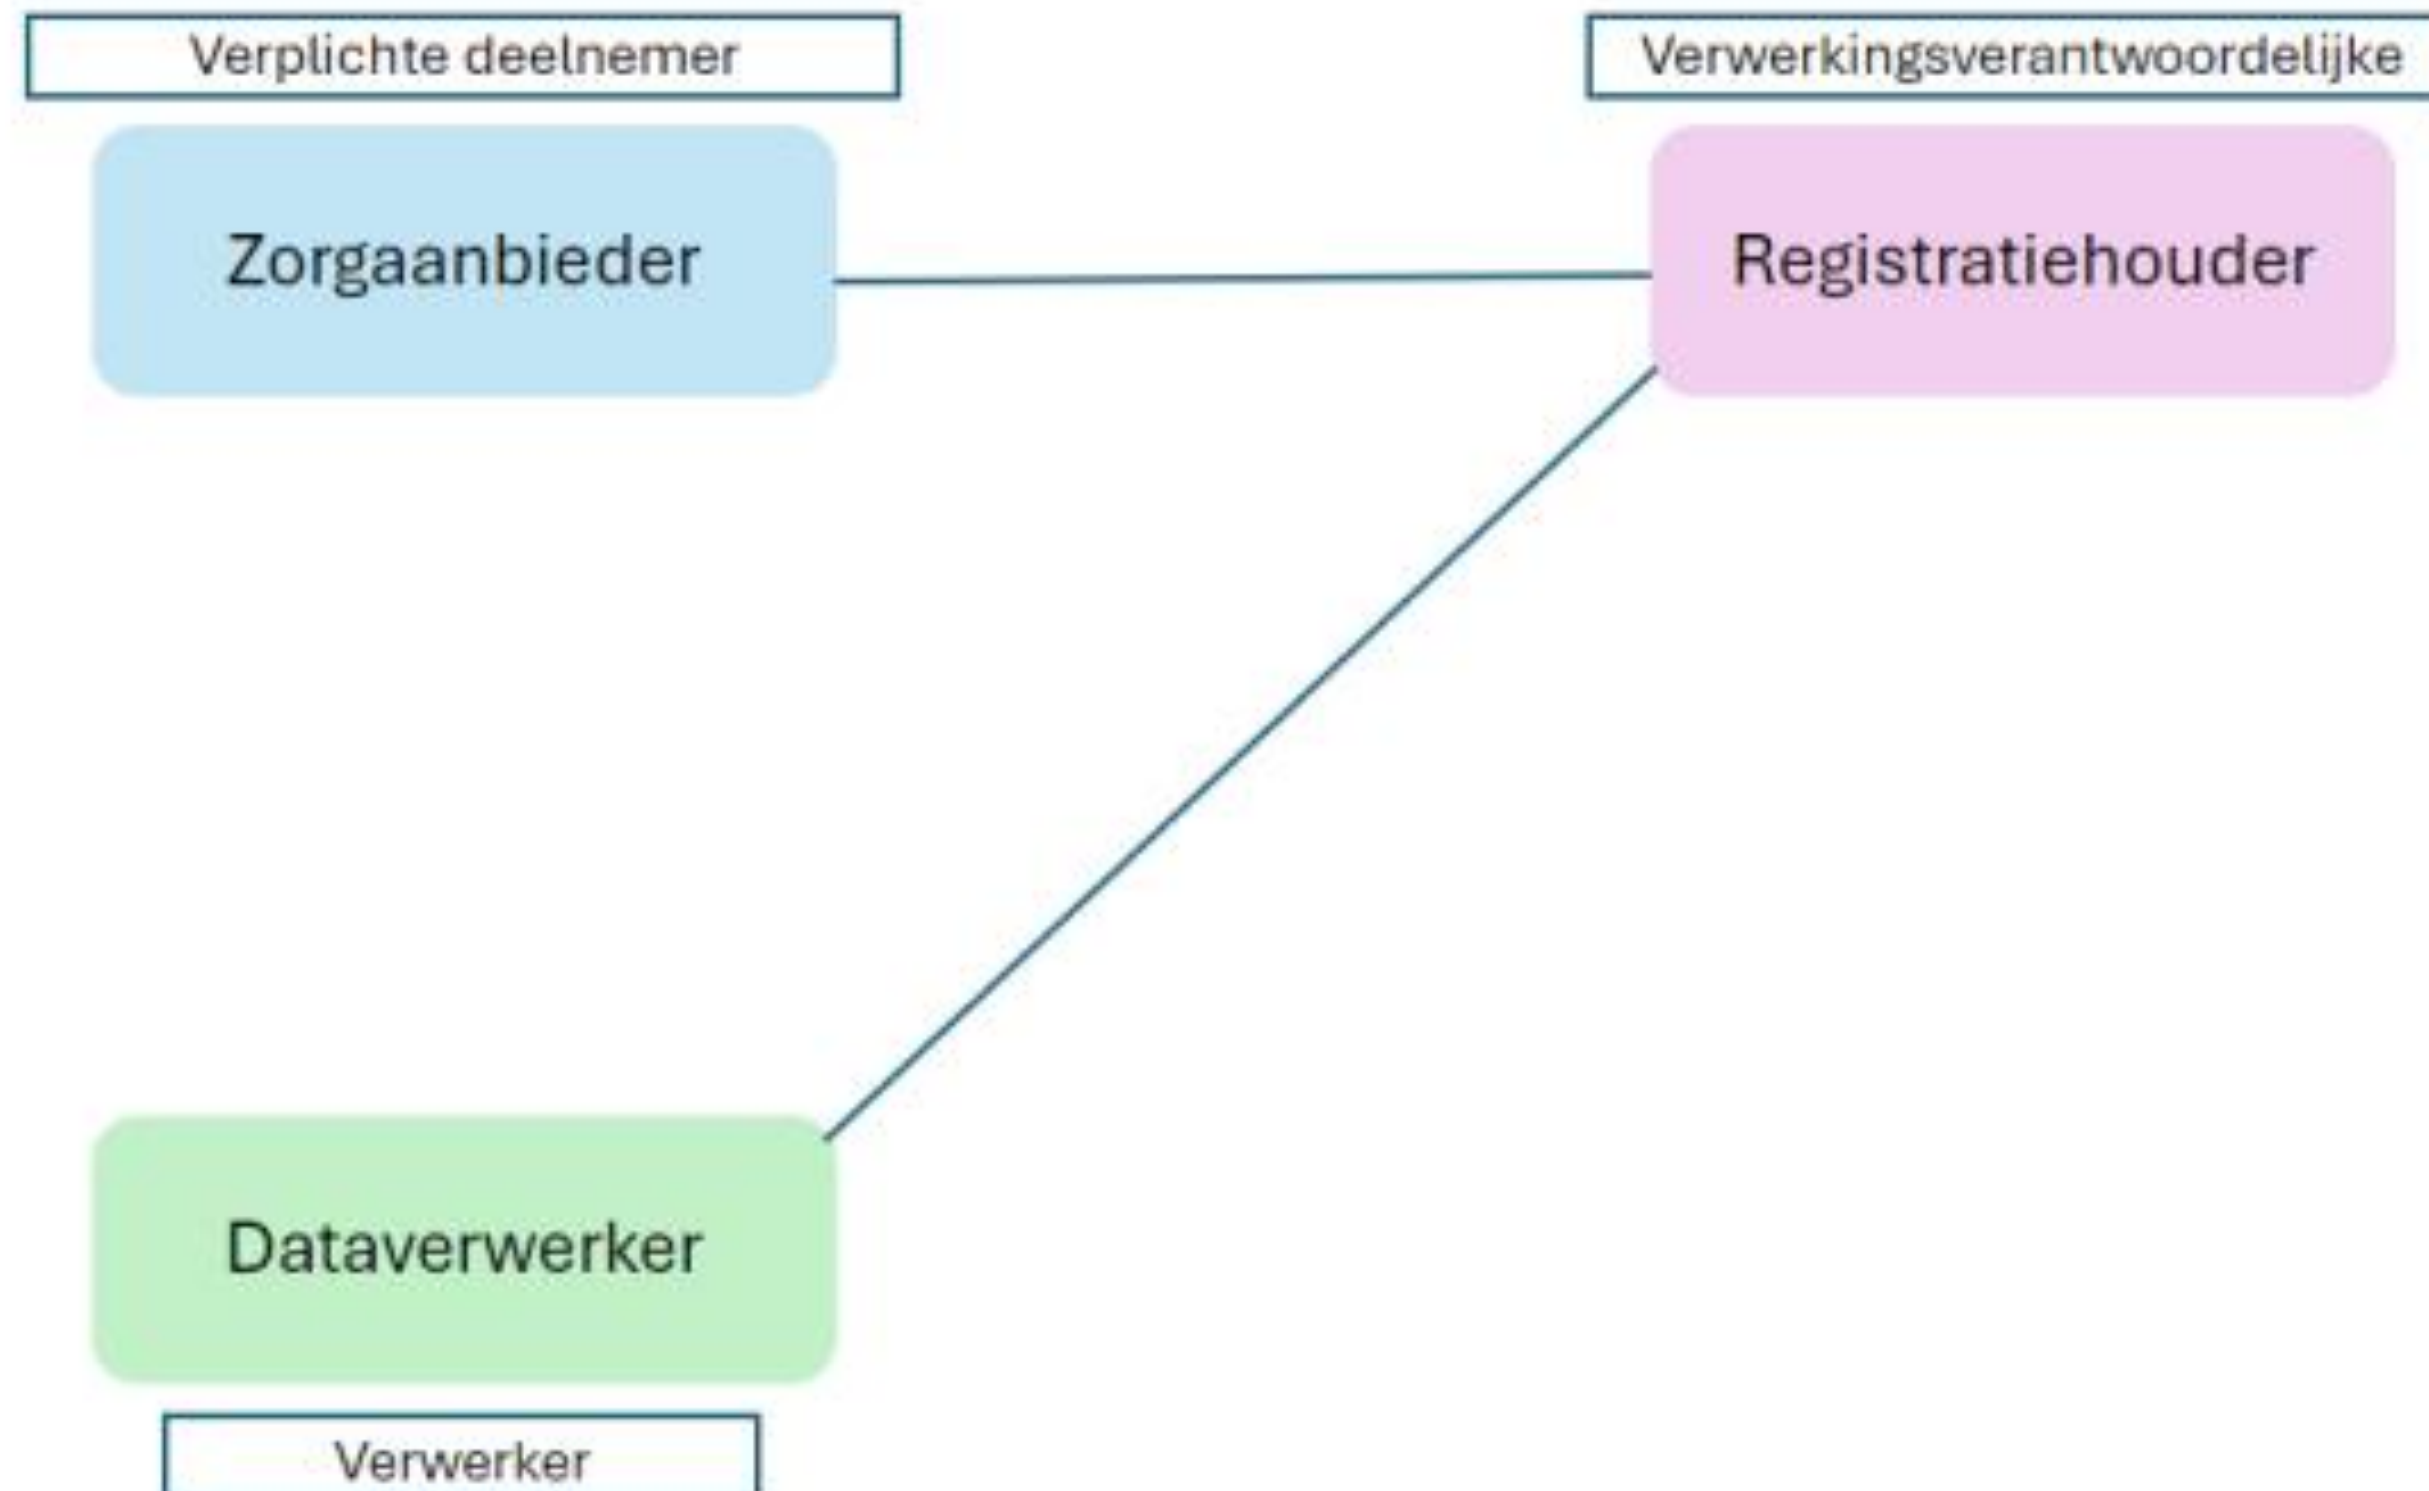 Verplichte deelnemer
Verwerkingsverantwoordelijke
Zorgaanbieder
Registratiehouder
Dataverwerker
Verwerker